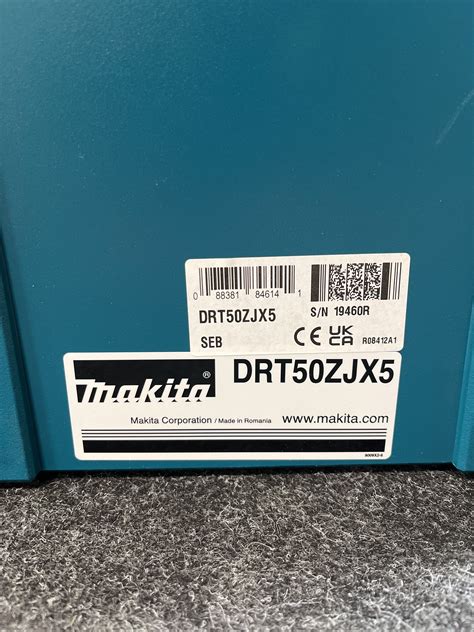 0 88381 84614 1
DRT50ZJX5
S/N 19460R
SEB
CE UK CA
R08412A1
makita®
DRT50ZJX5
Makita Corporation / Made in Romania
www.makita.com